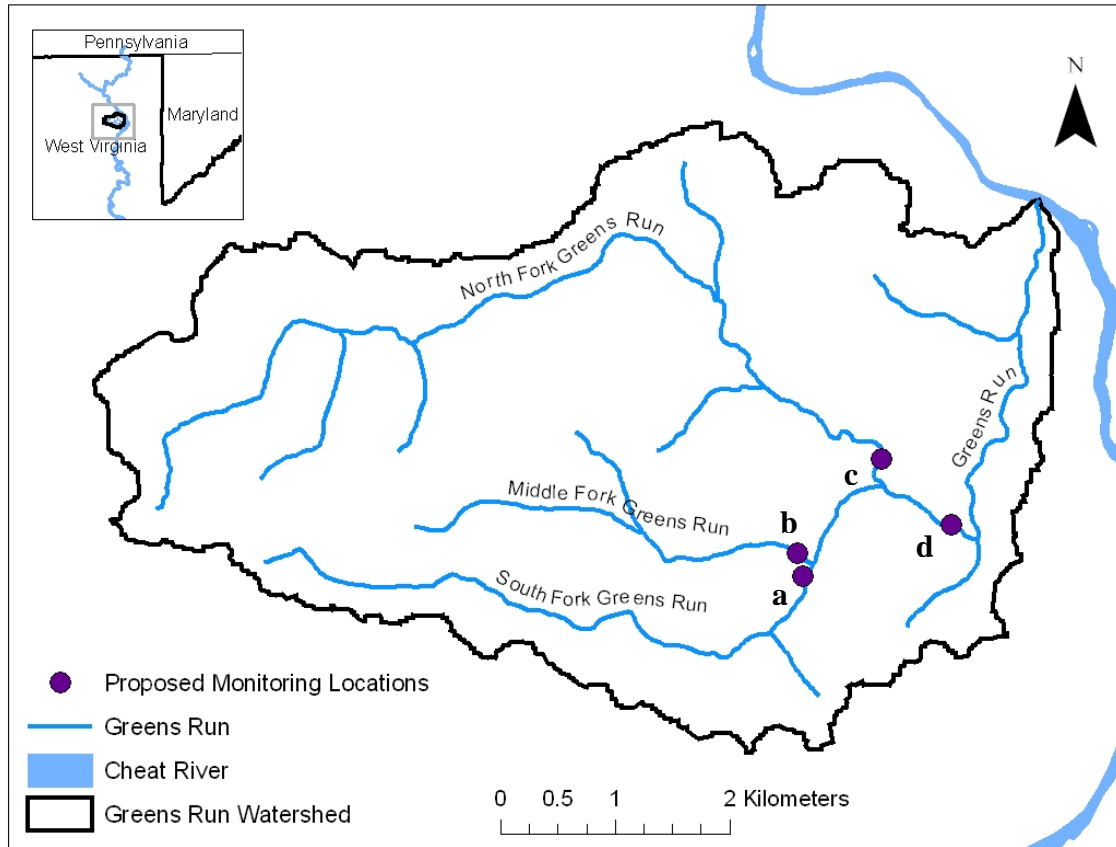 Pennsylvania
Maryland
West Virginia
N
North Fork Greens Run
Greens Run
c
Middle Fork Greens Run
b
d
a
South Fork Greens Run
Proposed Monitoring Locations
Greens Run
Cheat River
Greens Run Watershed
0 0.5 1 2 Kilometers